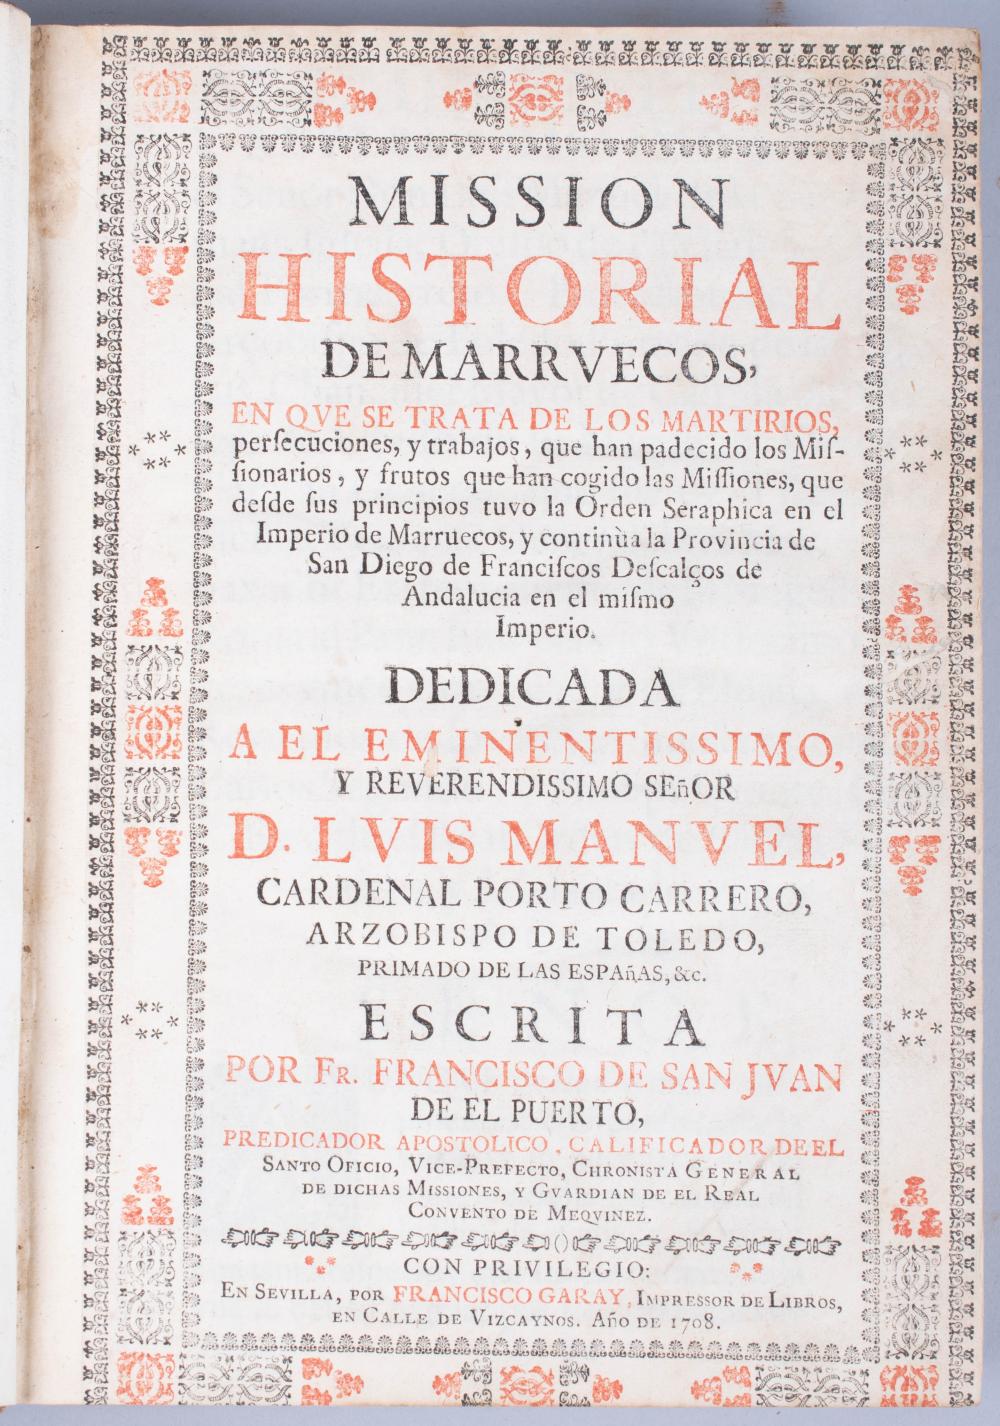 MISSION
HISTORIAL
DE MARRVECOS,
EN QVE SE TRATA DE LOS MARTIRIOS,
perſecuciones, y trabajos, que han padecido los Miſ-
ſionarios, y frutos que han cogido las Miſſiones, que
deſde ſus principios tuvo la Orden Seraphica en el
Imperio de Marruecos, y continùa la Provincia de
San Diego de Franciſcos Deſcalços de
Andalucia en el miſmo
Imperio.
DEDICADA
A EL EMINENTISSIMO,
Y REVERENDISSIMO SEñOR
D. LVIS MANVEL,
CARDENAL PORTO CARRERO,
ARZOBISPO DE TOLEDO,
PRIMADO DE LAS ESPAñAS, &c.
ESCRITA
POR FR. FRANCISCO DE SAN JVAN
DE EL PUERTO,
PREDICADOR APOSTOLICO, CALIFICADOR DE EL
SANTO OFICIO, VICE-PREFECTO, CHRONISTA GENERAL
DE DICHAS MISSIONES, Y GVARDIAN DE EL REAL
CONVENTO DE MEQVINEZ.
CON PRIVILEGIO:
EN SEVILLA, POR FRANCISCO GARAY, IMPRESSOR DE LIBROS,
EN CALLE DE VIZCAYNOS. Año DE 1708.